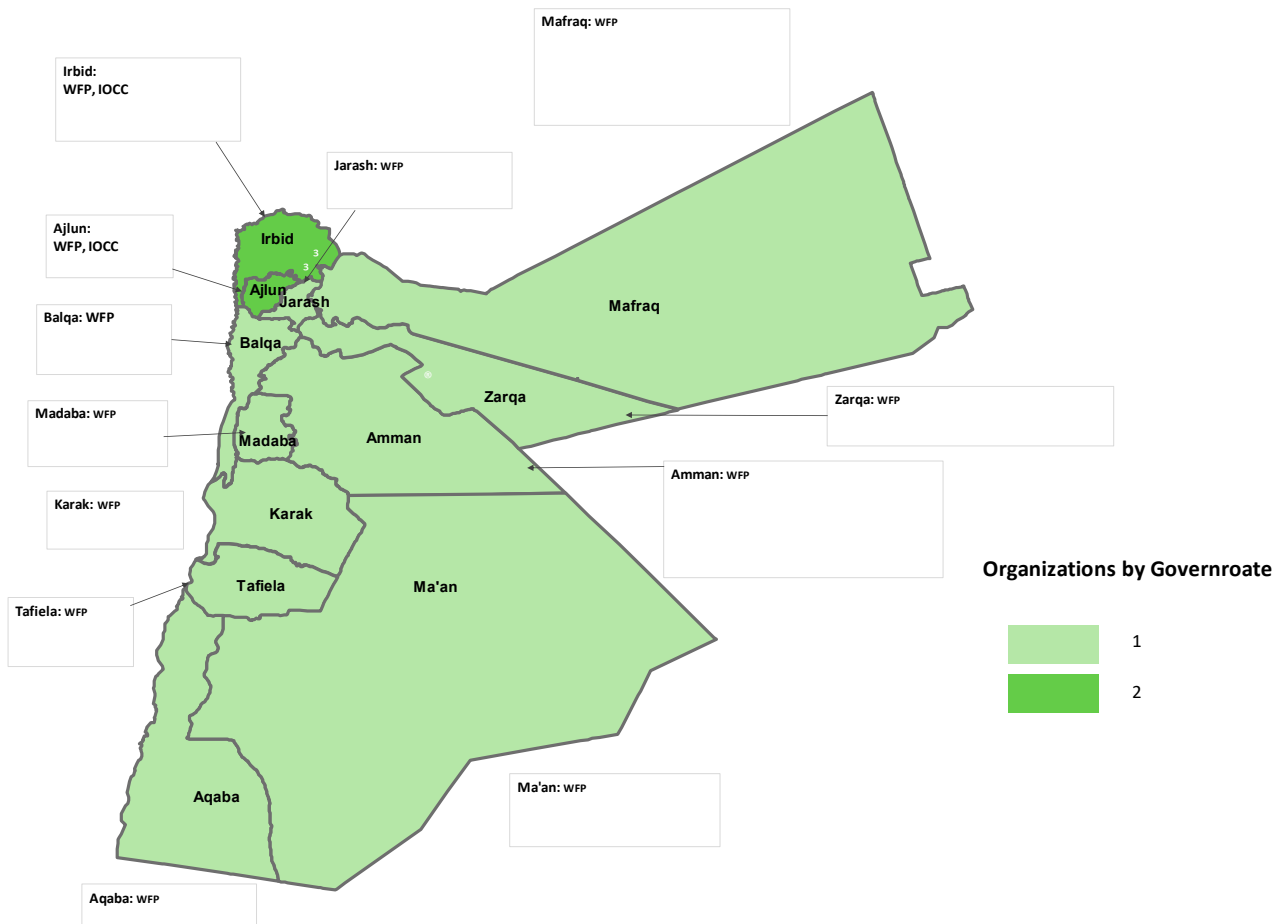 Mafraq: WFP
Irbid:
WFP, IOCC
Jarash: WFP
Ajlun:
WFP, IOCC
Irbid
3
3
Ajlun
Jarash
Mafraq
Balqa: WFP
Balqa
Zarqa
Zarqa: WFP
Madaba: WFP
Madaba
Amman
Amman: WFP
Karak: WFP
Karak
Organizations by Governroate
Tafiela
Ma'an
Tafiela: WFP
1
2
Ma'an: WFP
Aqaba
Aqaba: WFP